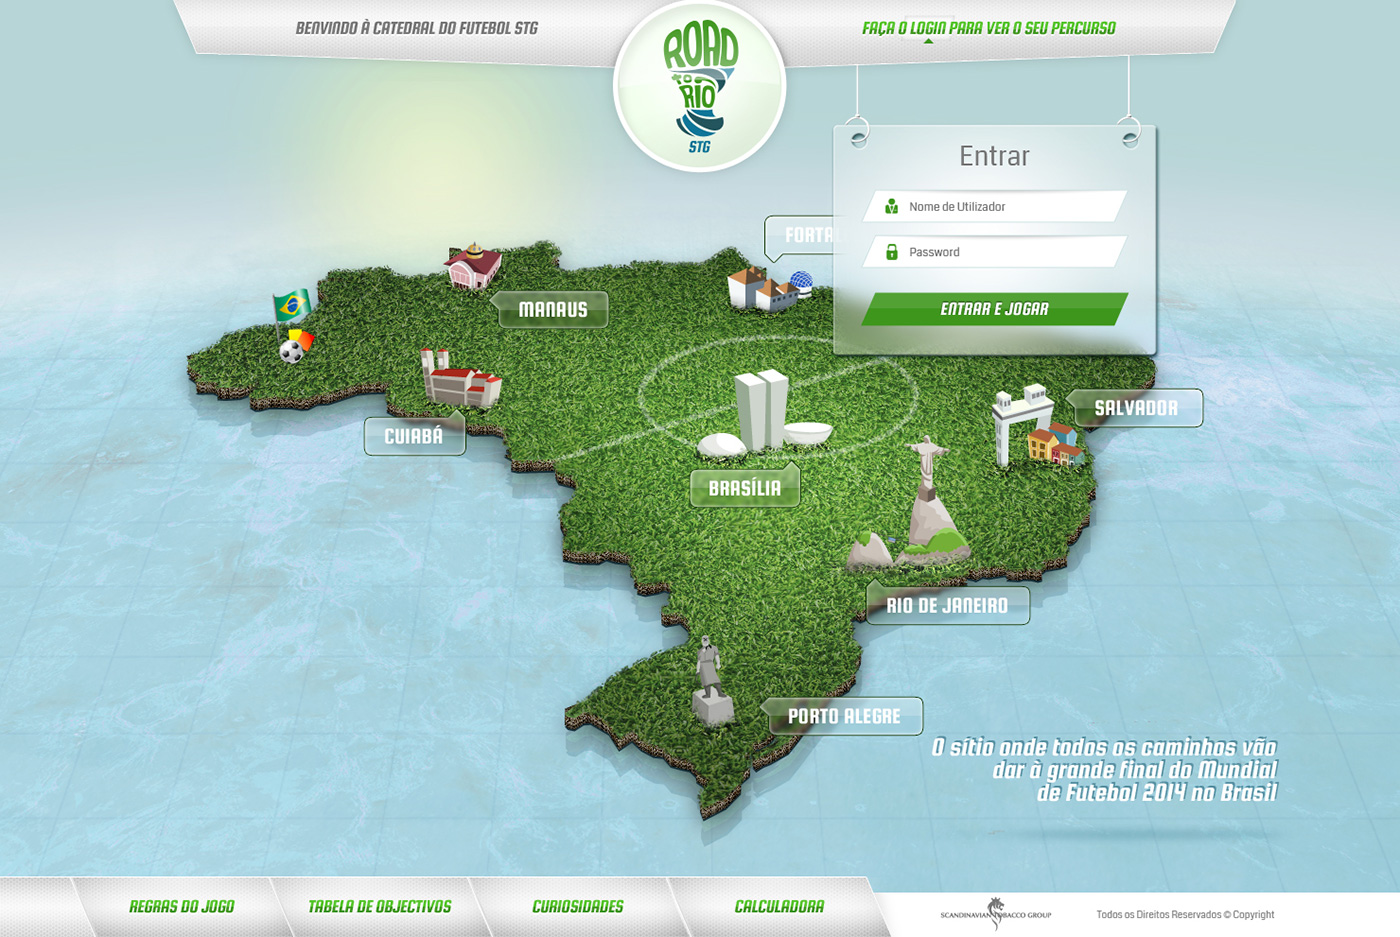 BENVINDO À CATEDRAL DO FUTEBOL STG
FAÇA O LOGIN PARA VER O SEU PERCURSO
ROAD
TO
RIO
STG
Entrar
Nome de Utilizador
Password
ENTRAR E JOGAR
MANAUS
CUIABÁ
BRASÍLIA
SALVADOR
RIO DE JANEIRO
PORTO ALEGRE
O sítio onde todos os caminhos vão
dar à grande final do Mundial
de Futebol 2014 no Brasil
REGRAS DO JOGO
TABELA DE OBJECTIVOS
CURIOSIDADES
CALCULADORA
SCANDINAVIAN TOBACCO GROUP
Todos os Direitos Reservados © Copyright